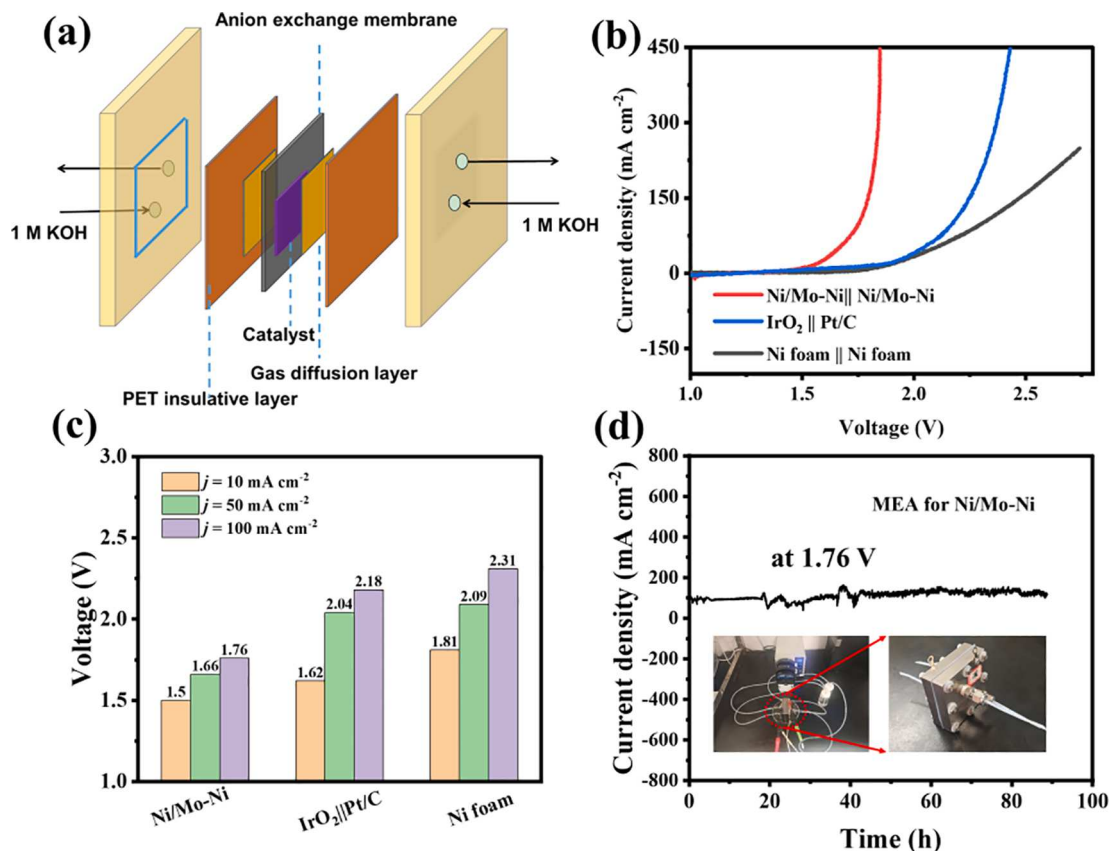 (a)
Anion exchange membrane
1 M KOH
1 M KOH
Catalyst
Gas diffusion layer
PET insulative layer
(b)
Current density (mA cm⁻²)
450
300
150
0
-150
Ni/Mo-Ni|| Ni/Mo-Ni
IrO₂ || Pt/C
Ni foam || Ni foam
1.0 1.5 2.0 2.5
Voltage (V)
(c)
Voltage (V)
3.0
2.5
2.0
1.5
1.0
j = 10 mA cm⁻²
j = 50 mA cm⁻²
j = 100 mA cm⁻²
1.5 1.66 1.76
1.62 2.04 2.18
1.81 2.09 2.31
Ni/Mo-Ni IrO₂||Pt/C Ni foam
(d)
Current density (mA cm⁻²)
800
600
400
200
0
-200
-400
-600
-800
MEA for Ni/Mo-Ni
at 1.76 V
0 20 40 60 80 100
Time (h)